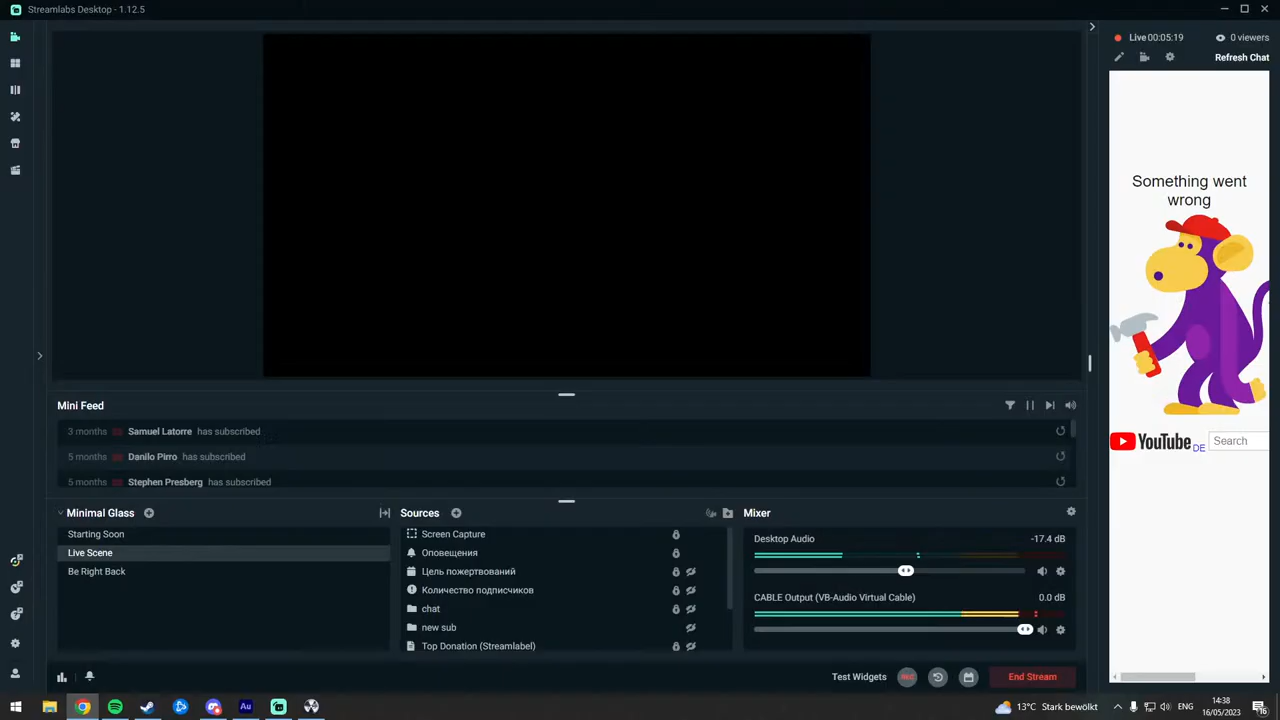 Streamlabs Desktop - 1.12.5
Live 00:05:19
0 viewers
Refresh Chat
Something went
wrong
YouTube DE
Search
Mini Feed
3 months Samuel Latorre has subscribed
5 months Danilo Pirro has subscribed
5 months Stephen Presberg has subscribed
Minimal Glass
Starting Soon
Live Scene
Be Right Back
Sources
Screen Capture
Оповещения
Цель пожертвований
Количество подписчиков
chat
new sub
Top Donation (Streamlabel)
Mixer
Desktop Audio -17.4 dB
CABLE Output (VB-Audio Virtual Cable) 0.0 dB
Test Widgets
REC
End Stream
Au
13°C Stark bewölkt
ENG
14:38
16/05/2023